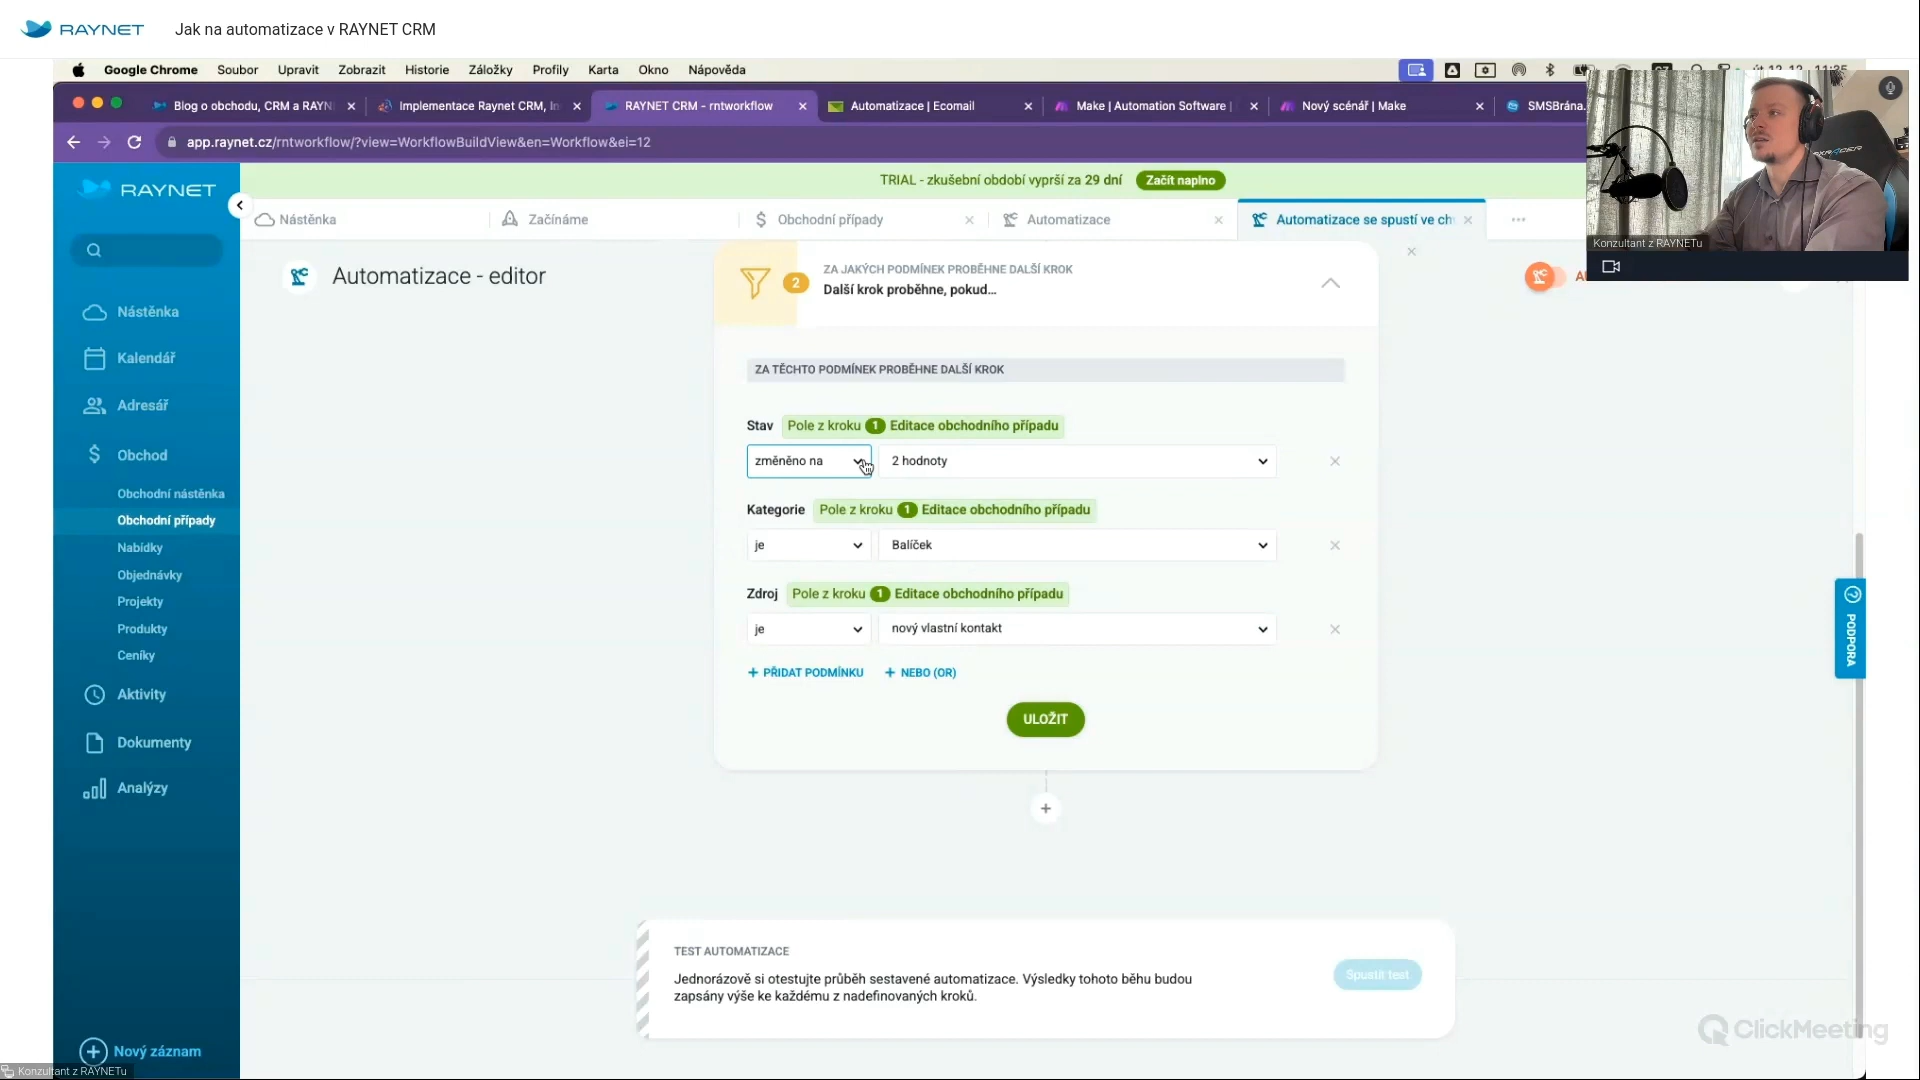 RAYNET
Jak na automatizace v RAYNET CRM
Google Chrome Soubor Upravit Zobrazit Historie Záložky Profily Karta Okno Nápověda
Blog o obchodu, CRM a RAYN
Implementace Raynet CRM, In
RAYNET CRM - rntworkflow
Automatizace | Ecomail
Make | Automation Software |
Nový scénář | Make
SMSBrána.
app.raynet.cz/rntworkflow/?view=WorkflowBuildView&en=Workflow&ei=12
RAYNET
TRIAL - zkušební období vyprší za 29 dní
Začít naplno
Nástěnka
Začínáme
Obchodní případy
Automatizace
Automatizace se spustí ve ch
Konzultant z RAYNETu
Automatizace - editor
2
ZA JAKÝCH PODMÍNEK PROBĚHNE DALŠÍ KROK
Další krok proběhne, pokud...
Nástěnka
Kalendář
Adresář
Obchod
Obchodní nástěnka
Obchodní případy
Nabídky
Objednávky
Projekty
Produkty
Ceníky
Aktivity
Dokumenty
Analýzy
Nový záznam
ZA TĚCHTO PODMÍNEK PROBĚHNE DALŠÍ KROK
Stav Pole z kroku 1 Editace obchodního případu
změněno na 2 hodnoty
Kategorie Pole z kroku 1 Editace obchodního případu
je Balíček
Zdroj Pole z kroku 1 Editace obchodního případu
je nový vlastní kontakt
+ PŘIDAT PODMÍNKU + NEBO (OR)
ULOŽIT
+
PODPORA
TEST AUTOMATIZACE
Jednorázově si otestujte průběh sestavené automatizace. Výsledky tohoto běhu budou
zapsány výše ke každému z nadefinovaných kroků.
Spustit test
ClickMeeting
Konzultant z RAYNETu